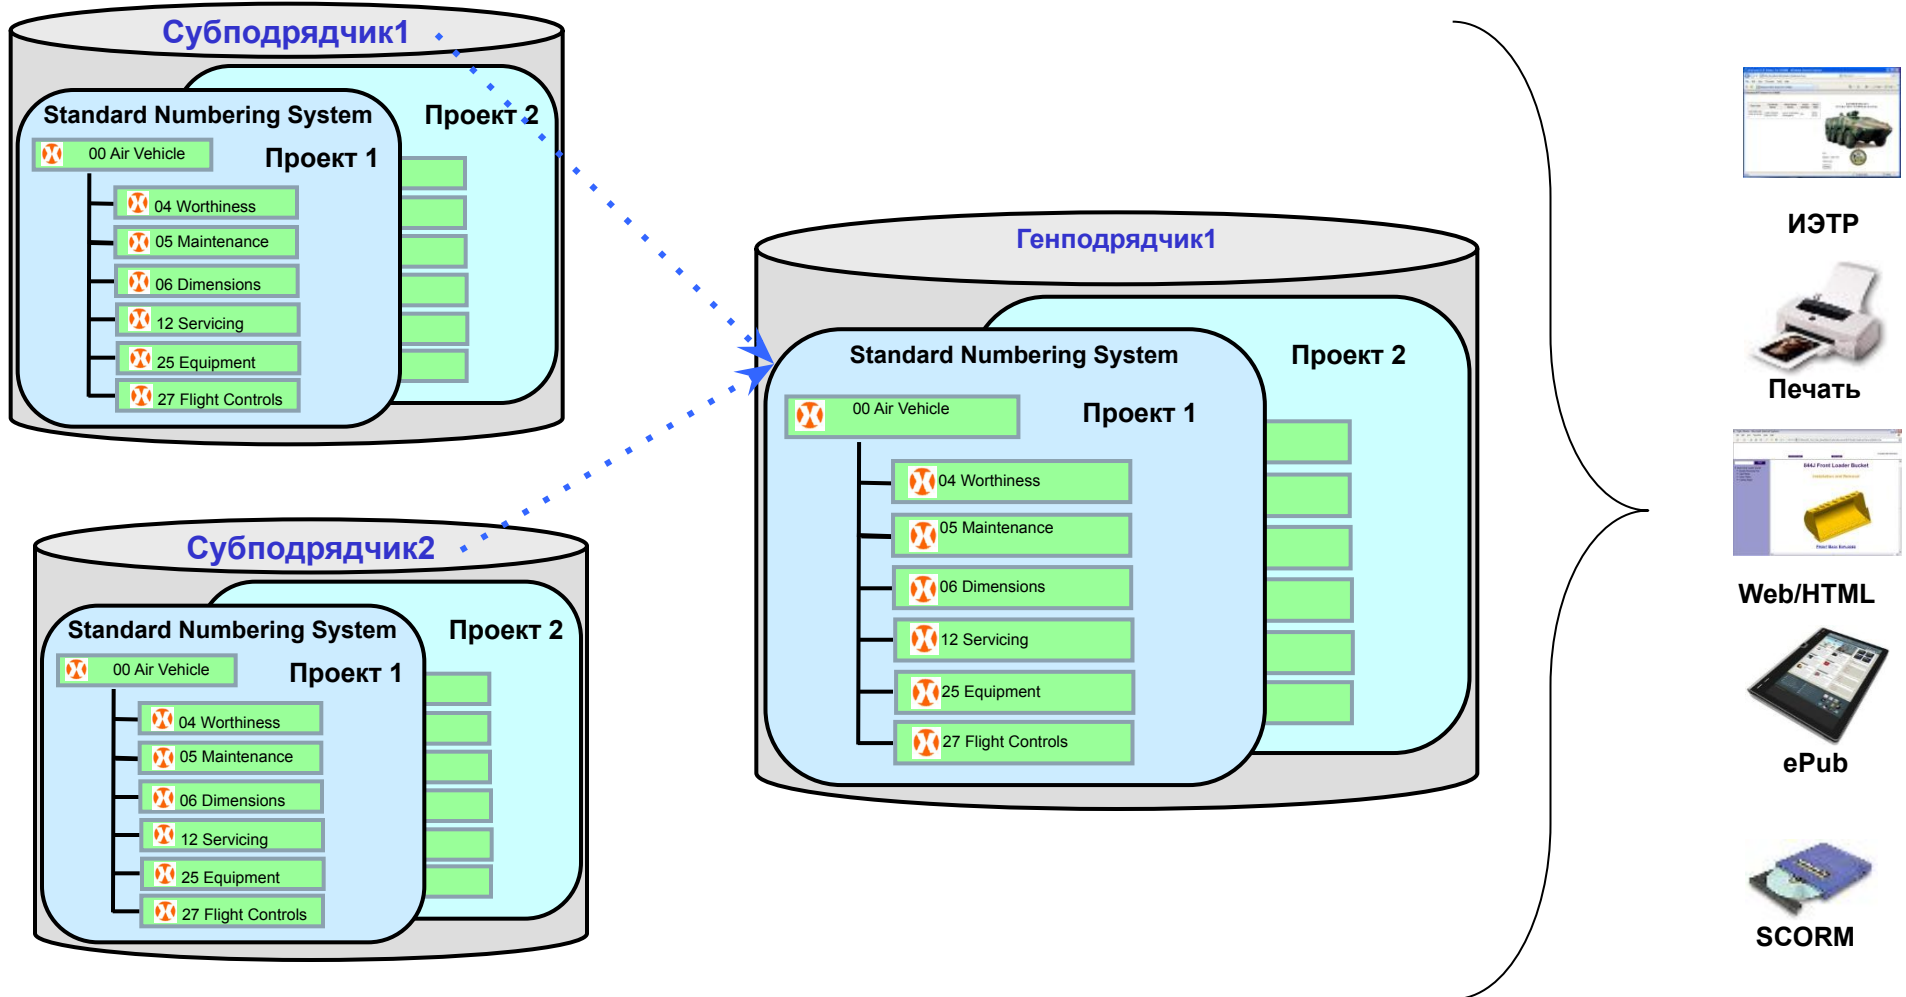 Субподрядчик1
Standard Numbering System
Проект 2
00 Air Vehicle
Проект 1
04 Worthiness
05 Maintenance
06 Dimensions
12 Servicing
25 Equipment
27 Flight Controls
Субподрядчик2
Standard Numbering System
Проект 2
00 Air Vehicle
Проект 1
04 Worthiness
05 Maintenance
06 Dimensions
12 Servicing
25 Equipment
27 Flight Controls
Генподрядчик1
Standard Numbering System
Проект 2
00 Air Vehicle
Проект 1
04 Worthiness
05 Maintenance
06 Dimensions
12 Servicing
25 Equipment
27 Flight Controls
ИЭТР
Печать
844J Front Loader Bucket
Web/HTML
ePub
SCORM